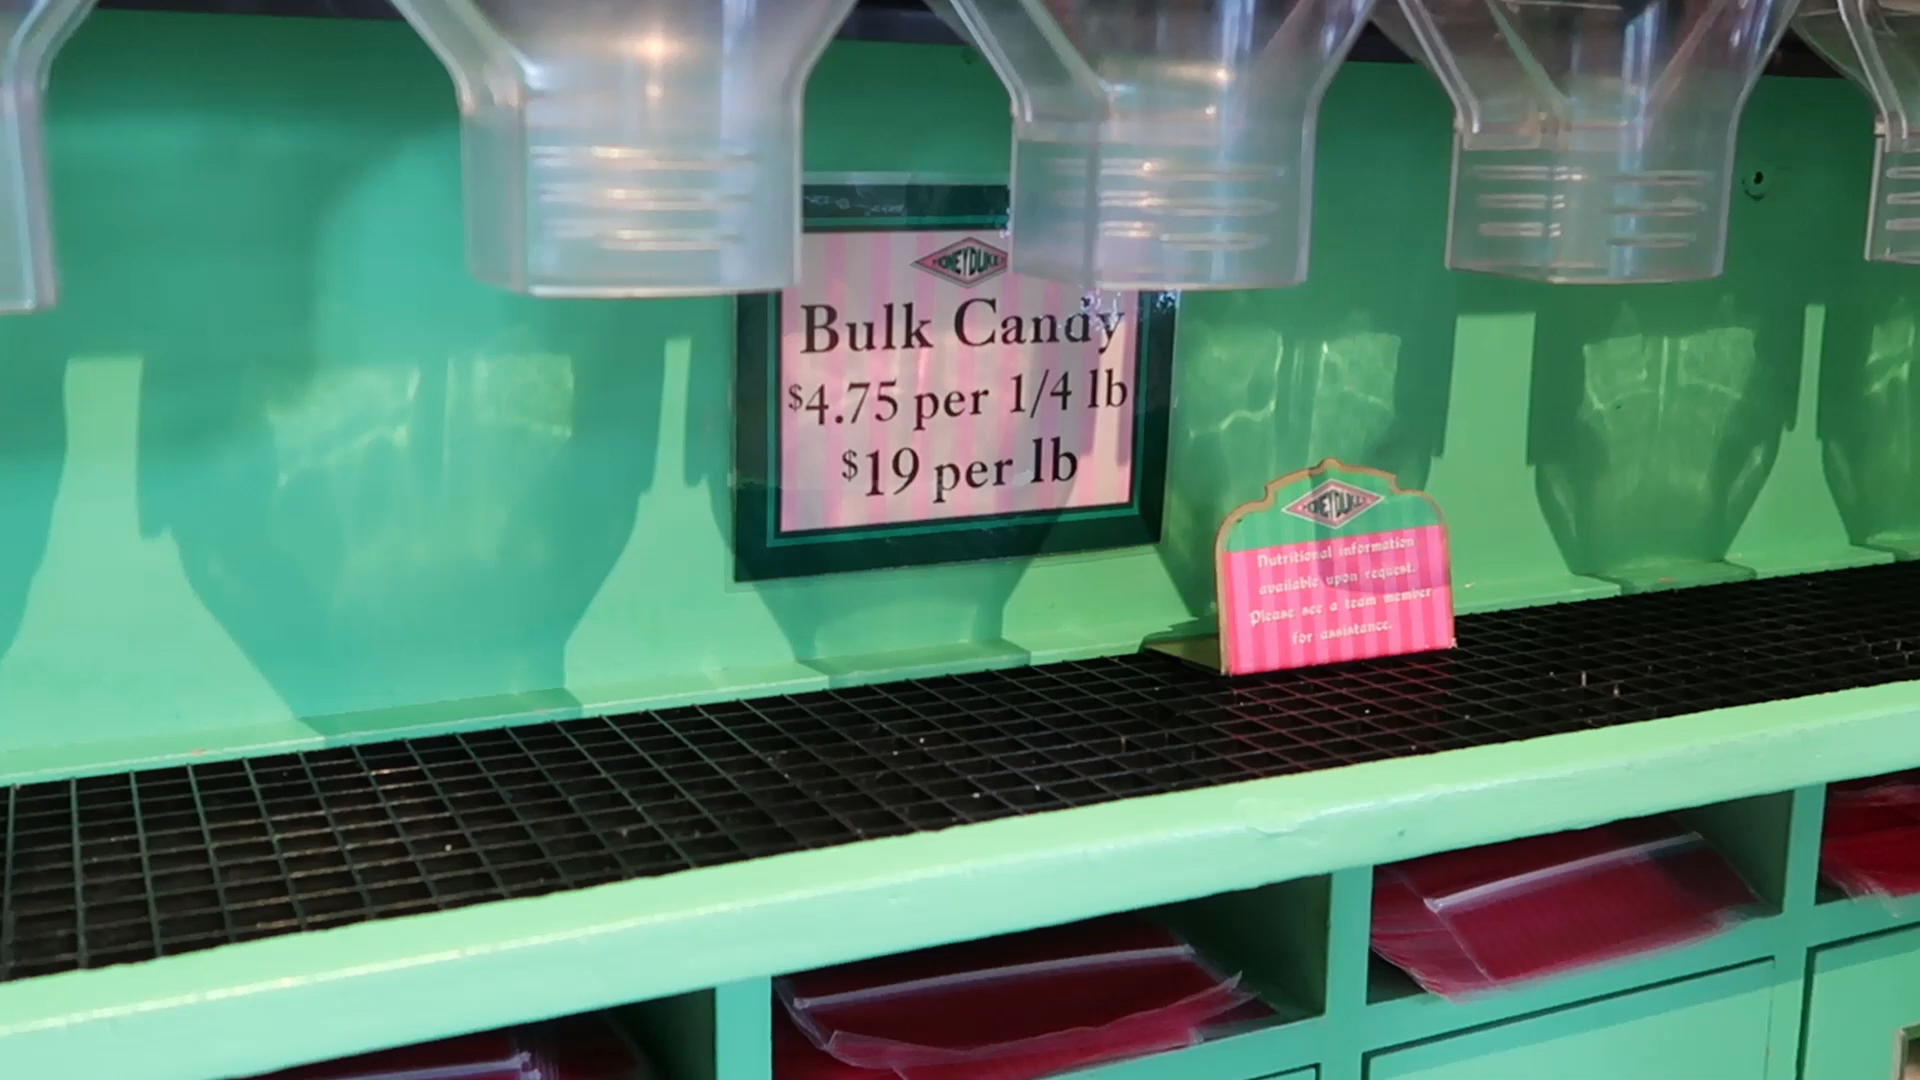 HONEYDUKES
Bulk Candy
$4.75 per 1/4 lb
$19 per lb
HONEYDUKES
Nutritional information
available upon request.
Please see a team member
for assistance.